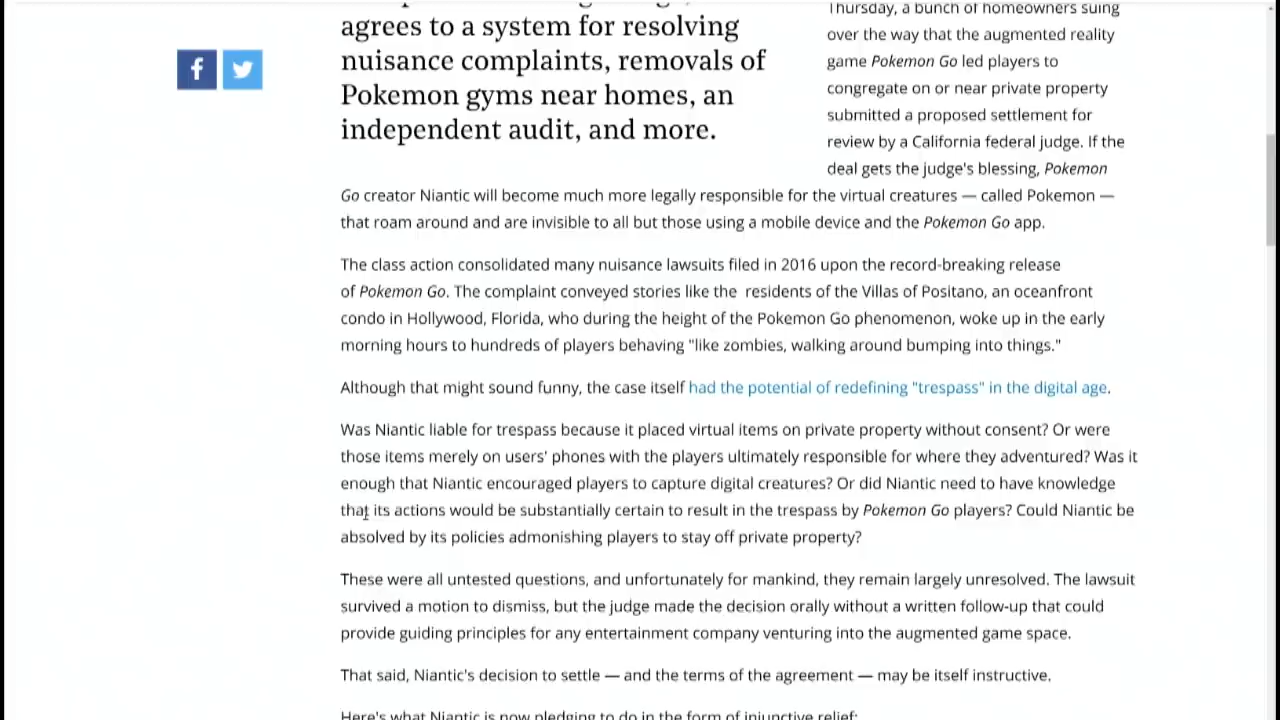 agrees to a system for resolving
nuisance complaints, removals of
Pokemon gyms near homes, an
independent audit, and more.
Thursday, a bunch of homeowners suing
over the way that the augmented reality
game Pokemon Go led players to
congregate on or near private property
submitted a proposed settlement for
review by a California federal judge. If the
deal gets the judge's blessing, Pokemon
Go creator Niantic will become much more legally responsible for the virtual creatures — called Pokemon —
that roam around and are invisible to all but those using a mobile device and the Pokemon Go app.
The class action consolidated many nuisance lawsuits filed in 2016 upon the record-breaking release
of Pokemon Go. The complaint conveyed stories like the  residents of the Villas of Positano, an oceanfront
condo in Hollywood, Florida, who during the height of the Pokemon Go phenomenon, woke up in the early
morning hours to hundreds of players behaving "like zombies, walking around bumping into things."
Although that might sound funny, the case itself had the potential of redefining "trespass" in the digital age.
Was Niantic liable for trespass because it placed virtual items on private property without consent? Or were
those items merely on users' phones with the players ultimately responsible for where they adventured? Was it
enough that Niantic encouraged players to capture digital creatures? Or did Niantic need to have knowledge
that its actions would be substantially certain to result in the trespass by Pokemon Go players? Could Niantic be
absolved by its policies admonishing players to stay off private property?
These were all untested questions, and unfortunately for mankind, they remain largely unresolved. The lawsuit
survived a motion to dismiss, but the judge made the decision orally without a written follow-up that could
provide guiding principles for any entertainment company venturing into the augmented game space.
That said, Niantic's decision to settle — and the terms of the agreement — may be itself instructive.
Here's what Niantic is now pledging to do in the form of injunctive relief: